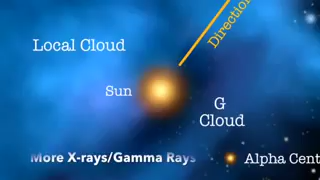 Direction
Local Cloud
Sun
G
Cloud
More X-rays/Gamma Rays
Alpha Cent